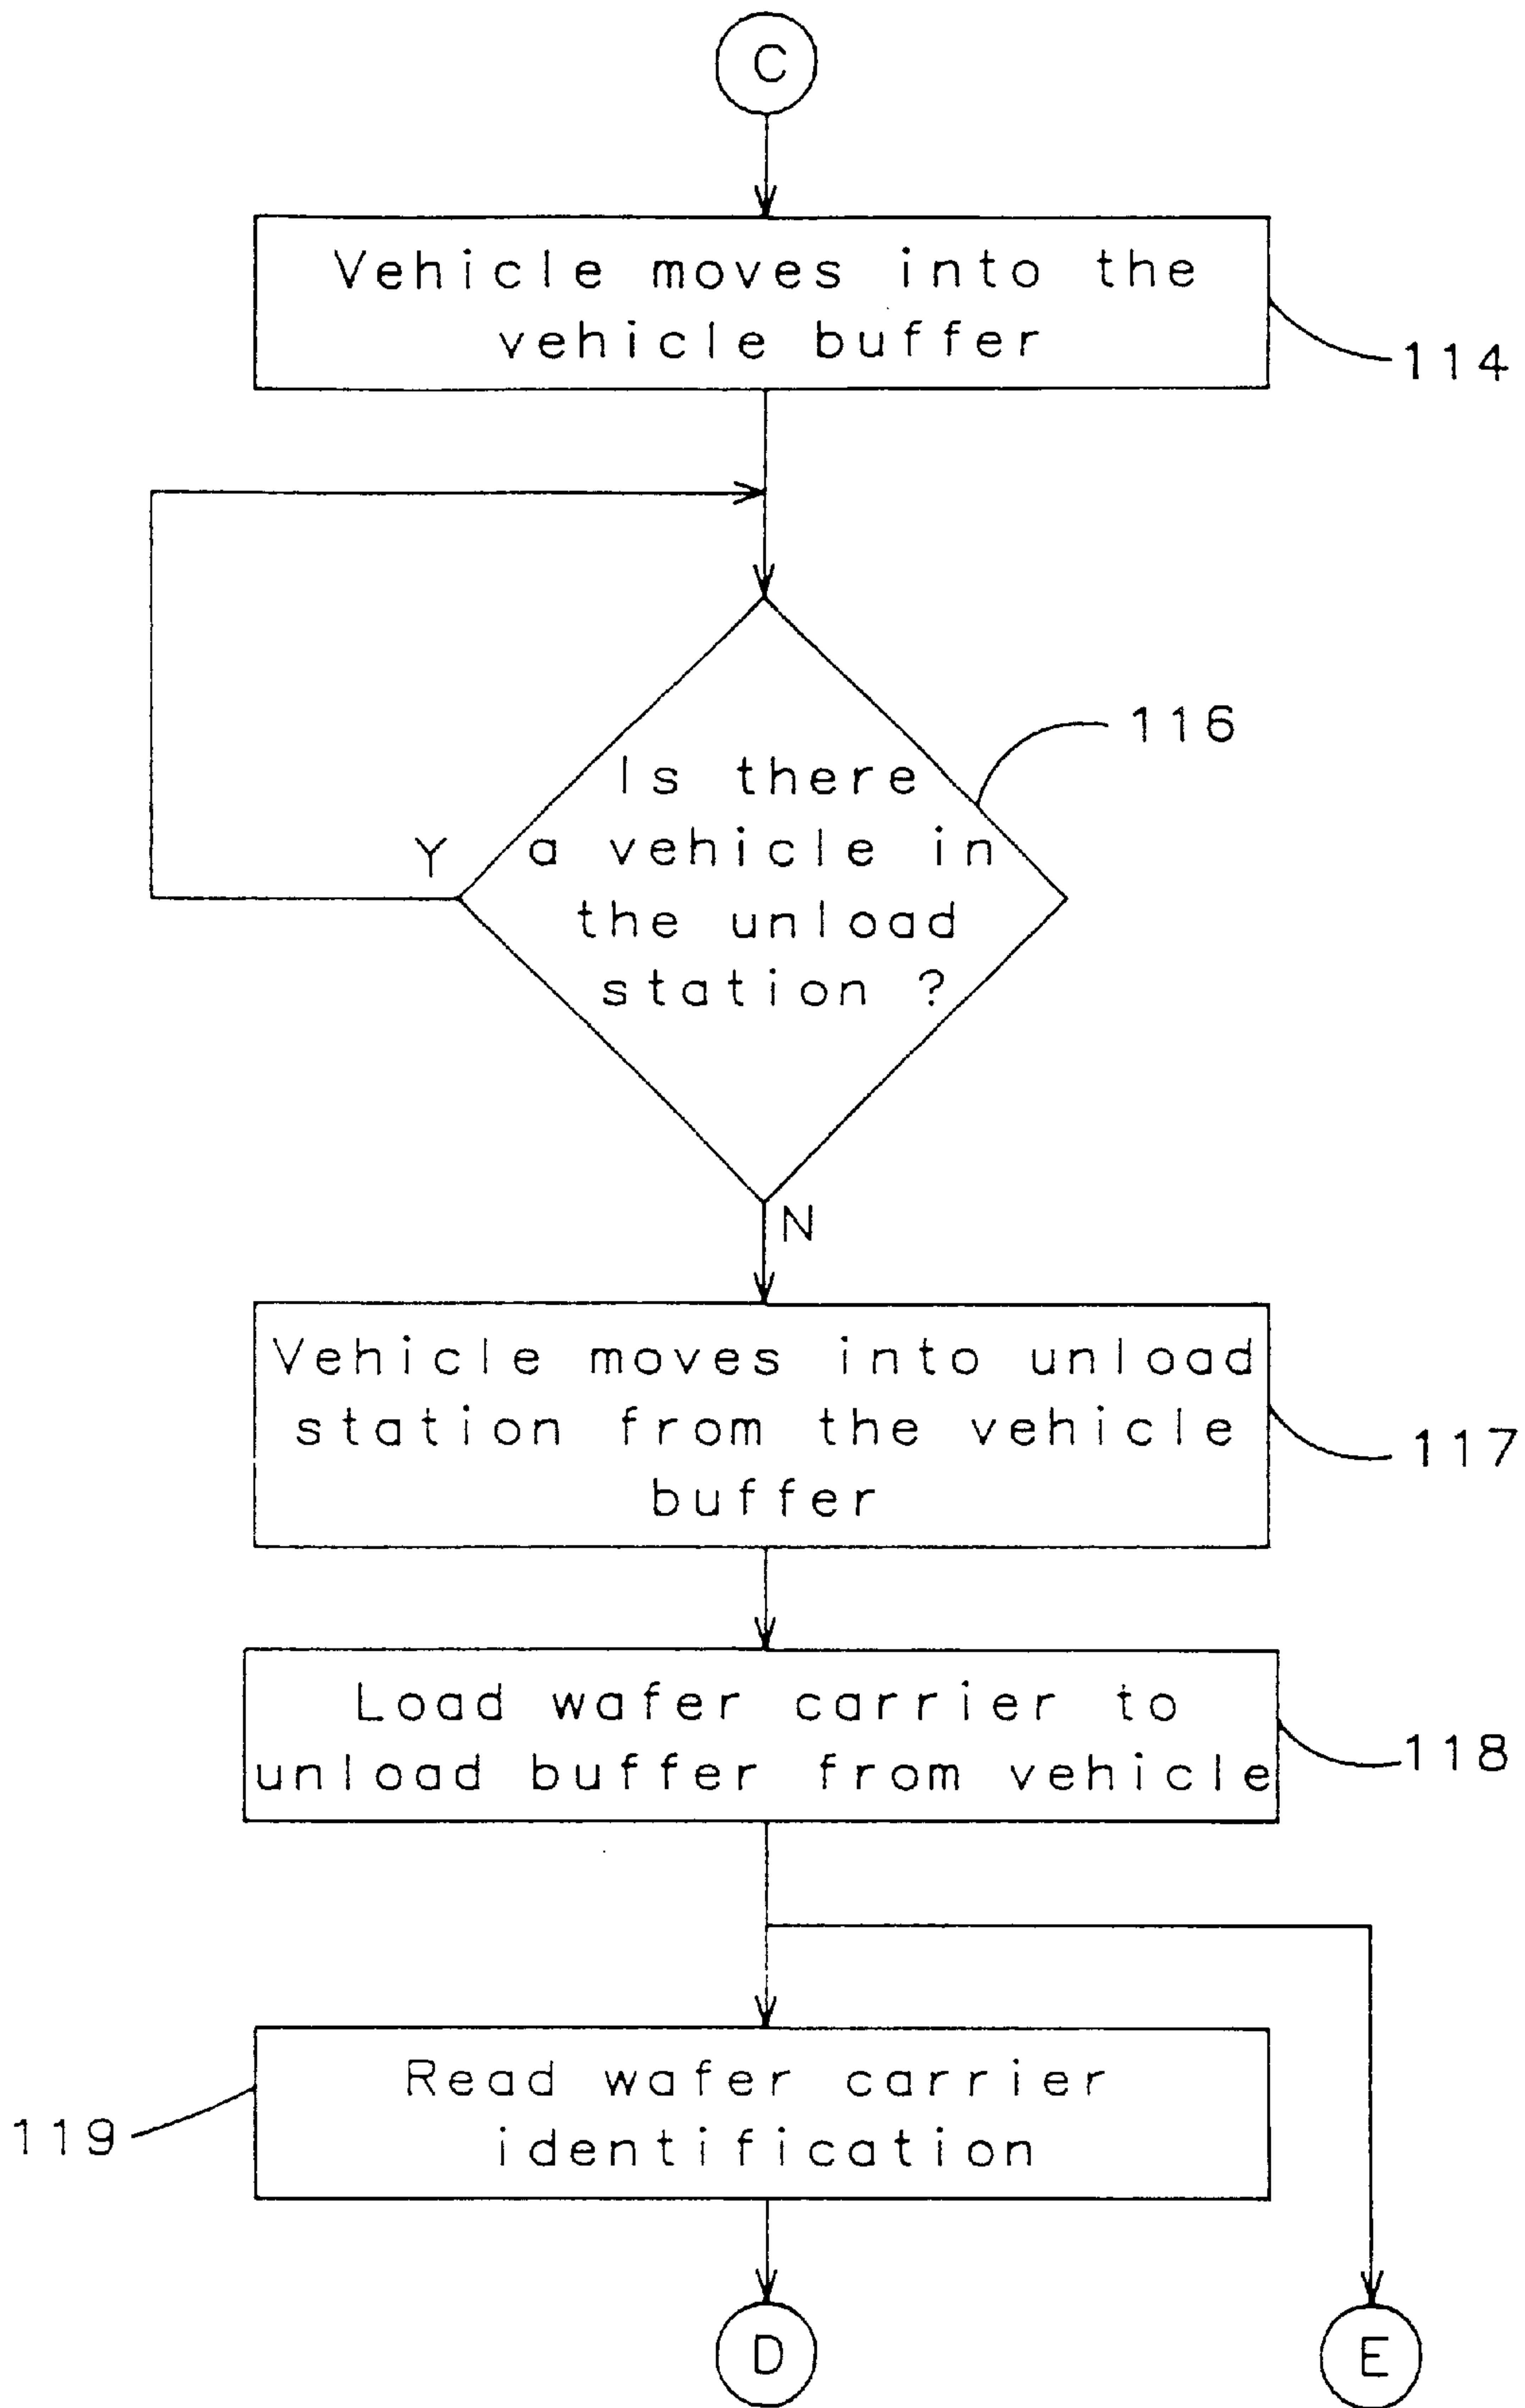 C
Vehicle moves into the
vehicle buffer
114
116
Is there
Y
a vehicle in
the unload
station ?
N
Vehicle moves into unload
station from the vehicle
buffer
117
Load wafer carrier to
unload buffer from vehicle
118
Read wafer carrier
identification
119
D
E